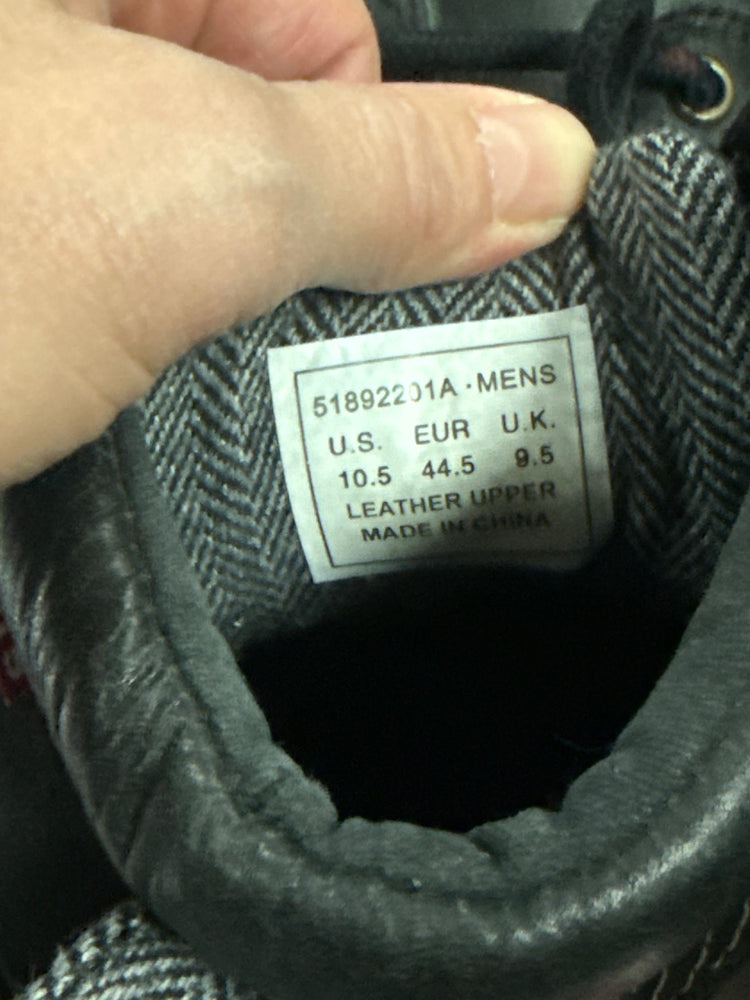 51892201A · MENS
U.S. EUR U.K.
10.5 44.5 9.5
LEATHER UPPER
MADE IN CHINA